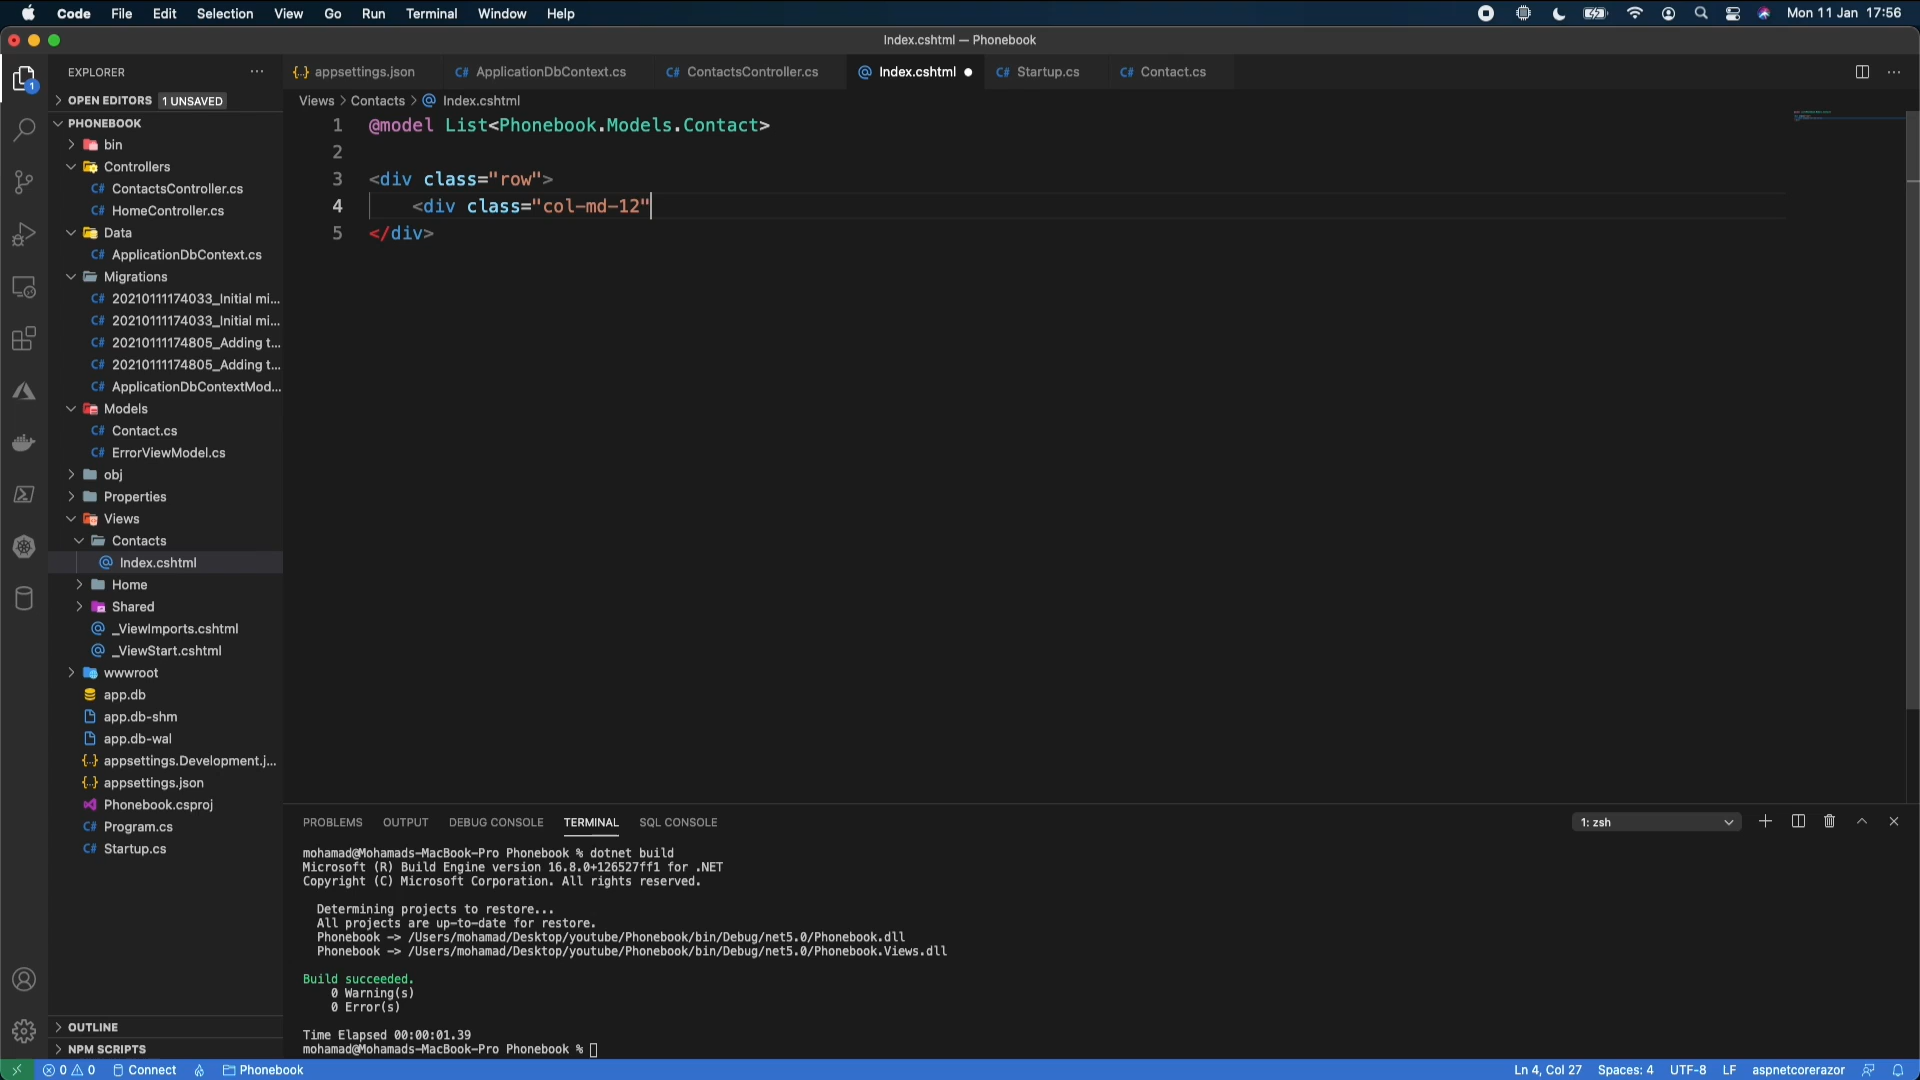 Code File Edit Selection View Go Run Terminal Window Help Mon 11 Jan 17:56
Index.cshtml — Phonebook
EXPLORER
{..} appsettings.json C# ApplicationDbContext.cs C# ContactsController.cs @ Index.cshtml C# Startup.cs C# Contact.cs
OPEN EDITORS 1 UNSAVED
Views > Contacts > @ Index.cshtml
PHONEBOOK
bin
Controllers
C# ContactsController.cs
C# HomeController.cs
Data
C# ApplicationDbContext.cs
Migrations
C# 20210111174033_Initial mi...
C# 20210111174033_Initial mi...
C# 20210111174805_Adding t...
C# 20210111174805_Adding t...
C# ApplicationDbContextMod...
Models
C# Contact.cs
C# ErrorViewModel.cs
obj
Properties
Views
Contacts
@ Index.cshtml
Home
Shared
@ _ViewImports.cshtml
@ _ViewStart.cshtml
wwwroot
app.db
app.db-shm
app.db-wal
{..} appsettings.Development.j...
{..} appsettings.json
Phonebook.csproj
C# Program.cs
C# Startup.cs
OUTLINE
NPM SCRIPTS
1 @model List<Phonebook.Models.Contact>
2
3 <div class="row">
4     <div class="col-md-12"
5 </div>
PROBLEMS OUTPUT DEBUG CONSOLE TERMINAL SQL CONSOLE 1: zsh
mohamad@Mohamads-MacBook-Pro Phonebook % dotnet build
Microsoft (R) Build Engine version 16.8.0+126527ff1 for .NET
Copyright (C) Microsoft Corporation. All rights reserved.
Determining projects to restore...
All projects are up-to-date for restore.
Phonebook -> /Users/mohamad/Desktop/youtube/Phonebook/bin/Debug/net5.0/Phonebook.dll
Phonebook -> /Users/mohamad/Desktop/youtube/Phonebook/bin/Debug/net5.0/Phonebook.Views.dll
Build succeeded.
0 Warning(s)
0 Error(s)
Time Elapsed 00:00:01.39
mohamad@Mohamads-MacBook-Pro Phonebook %
0 0 Connect Phonebook Ln 4, Col 27 Spaces: 4 UTF-8 LF aspnetcorerazor